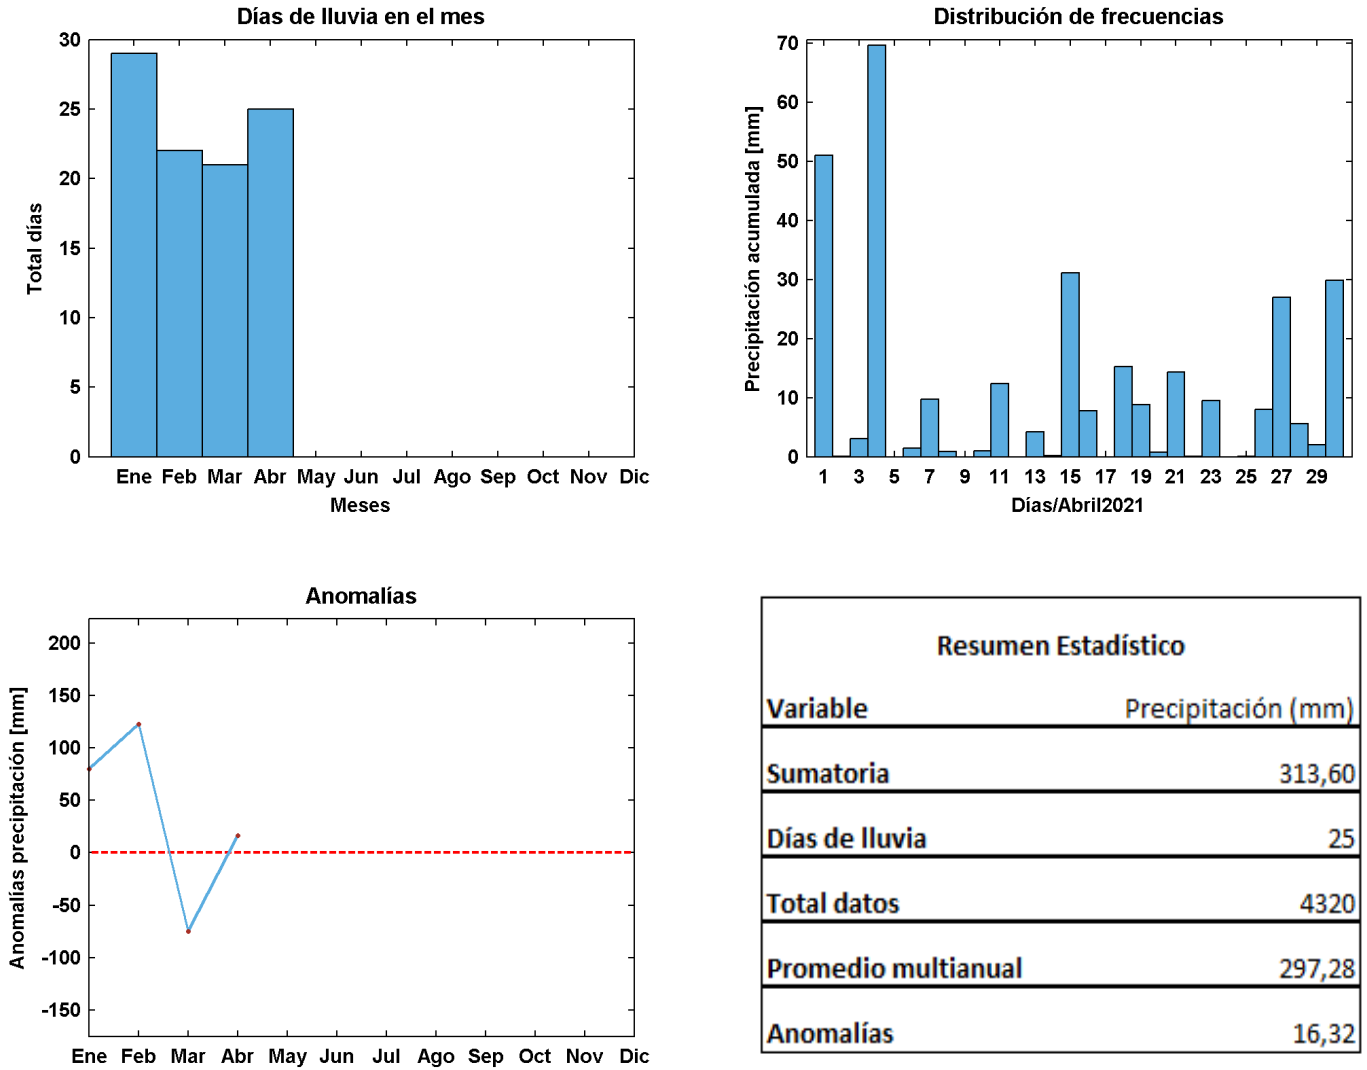 Días de lluvia en el mes
30
25
20
15
10
5
0
Total días
Ene Feb Mar Abr May Jun Jul Ago Sep Oct Nov Dic
Meses
Distribución de frecuencias
70
60
50
40
30
20
10
0
Precipitación acumulada [mm]
1 3 5 7 9 11 13 15 17 19 21 23 25 27 29
Días/Abril2021
Anomalías
200
150
100
50
0
-50
-100
-150
Anomalías precipitación [mm]
Ene Feb Mar Abr May Jun Jul Ago Sep Oct Nov Dic
Resumen Estadístico
Variable Precipitación (mm)
Sumatoria 313,60
Días de lluvia 25
Total datos 4320
Promedio multianual 297,28
Anomalías 16,32